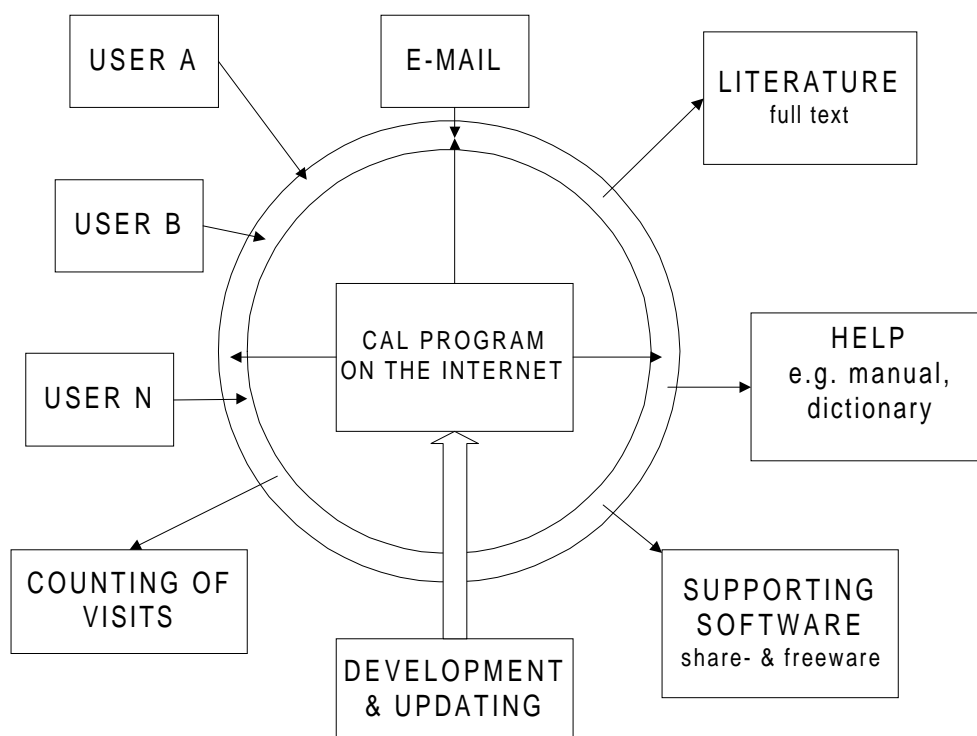 USER A
E-MAIL
LITERATURE
full text
USER B
CAL PROGRAM
ON THE INTERNET
HELP
e.g. manual,
dictionary
USER N
COUNTING OF
VISITS
SUPPORTING
SOFTWARE
share- & freeware
DEVELOPMENT
& UPDATING